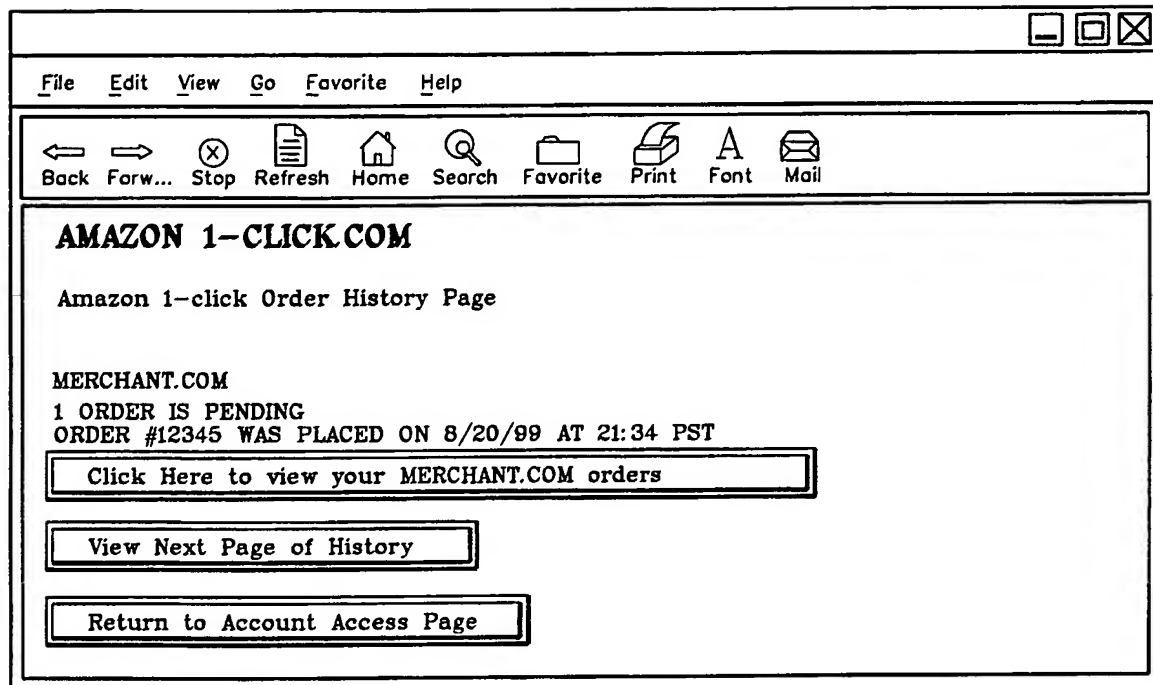 File Edit View Go Favorite Help
Back Forw... Stop Refresh Home Search Favorite Print Font Mail
AMAZON 1-CLICK.COM
Amazon 1-click Order History Page
MERCHANT.COM
1 ORDER IS PENDING
ORDER #12345 WAS PLACED ON 8/20/99 AT 21:34 PST
Click Here to view your MERCHANT.COM orders
View Next Page of History
Return to Account Access Page